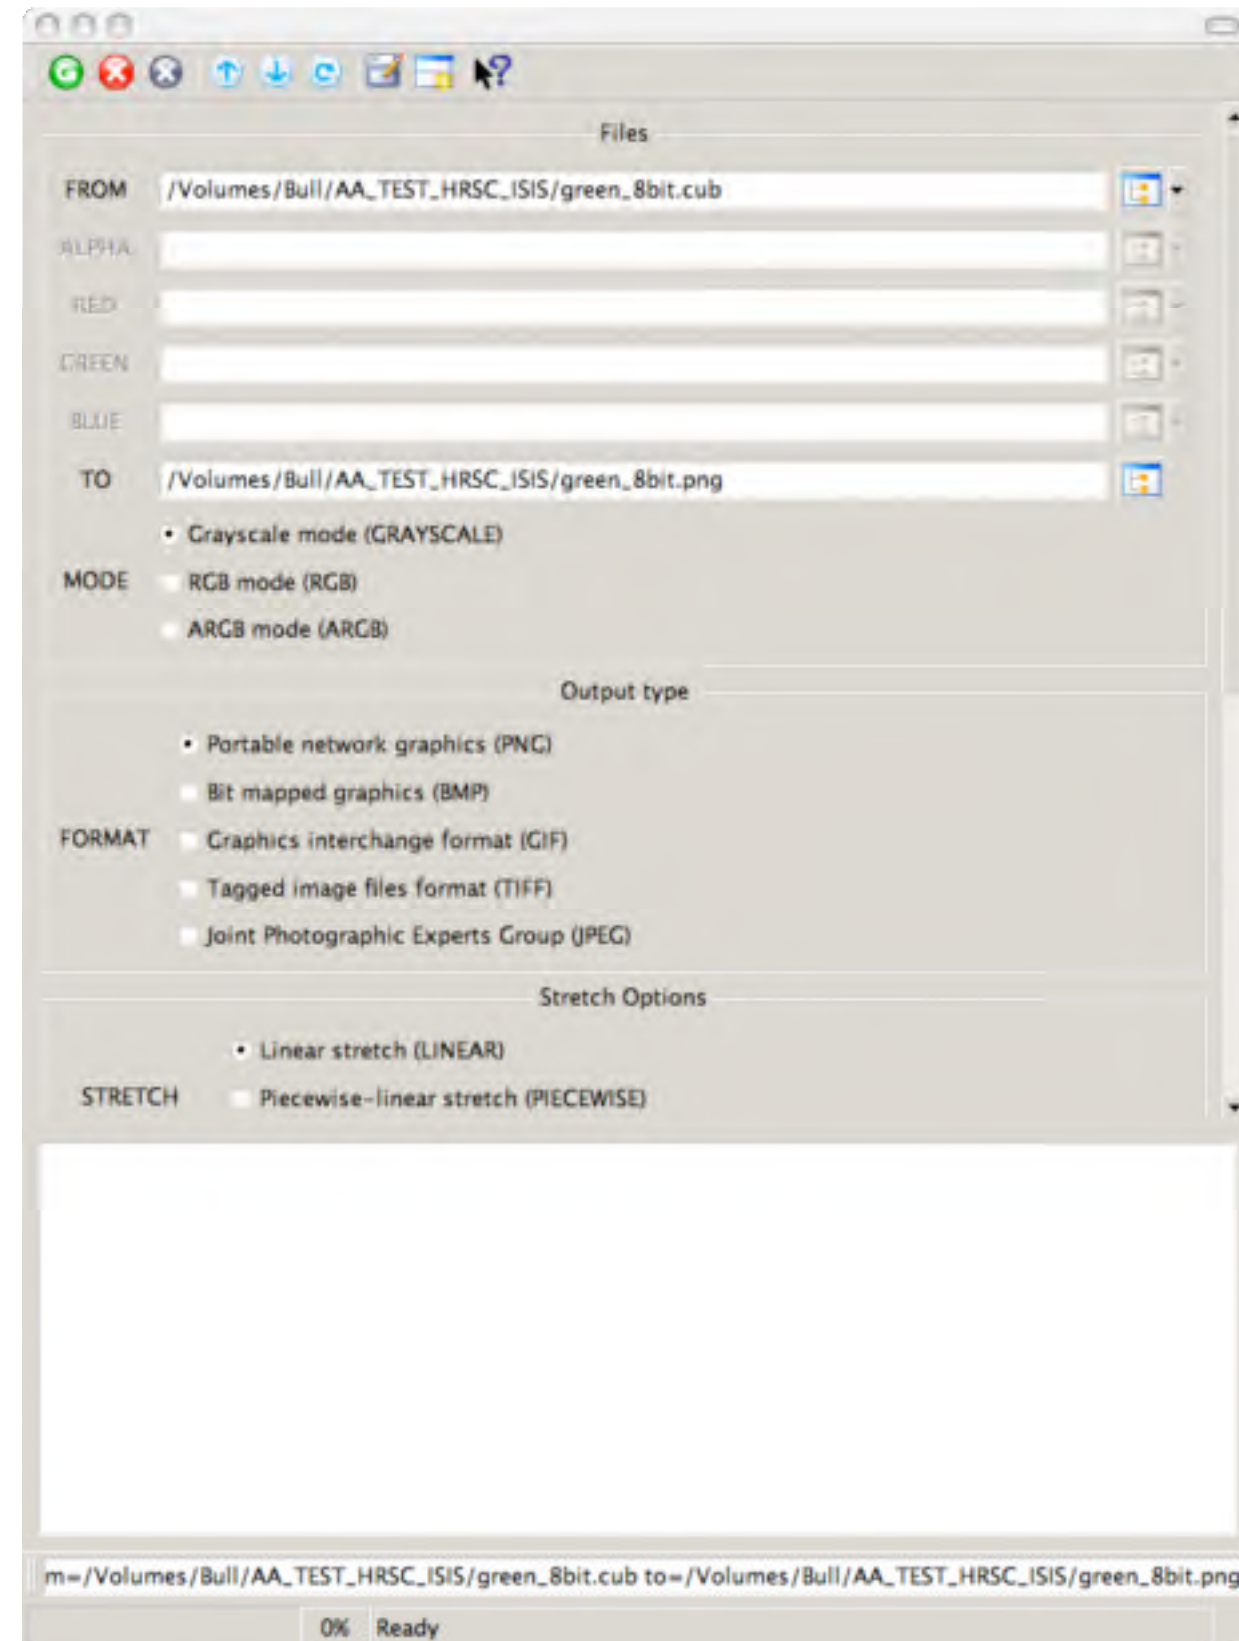 Files
FROM /Volumes/Bull/AA_TEST_HRSC_ISIS/green_8bit.cub
ALPHA
RED
GREEN
BLUE
TO /Volumes/Bull/AA_TEST_HRSC_ISIS/green_8bit.png
Grayscale mode (GRAYSCALE)
MODE RGB mode (RGB)
ARGB mode (ARGB)
Output type
Portable network graphics (PNG)
Bit mapped graphics (BMP)
FORMAT Graphics interchange format (GIF)
Tagged image files format (TIFF)
Joint Photographic Experts Group (JPEG)
Stretch Options
Linear stretch (LINEAR)
STRETCH Piecewise-linear stretch (PIECEWISE)
m=/Volumes/Bull/AA_TEST_HRSC_ISIS/green_8bit.cub to=/Volumes/Bull/AA_TEST_HRSC_ISIS/green_8bit.png
0% Ready